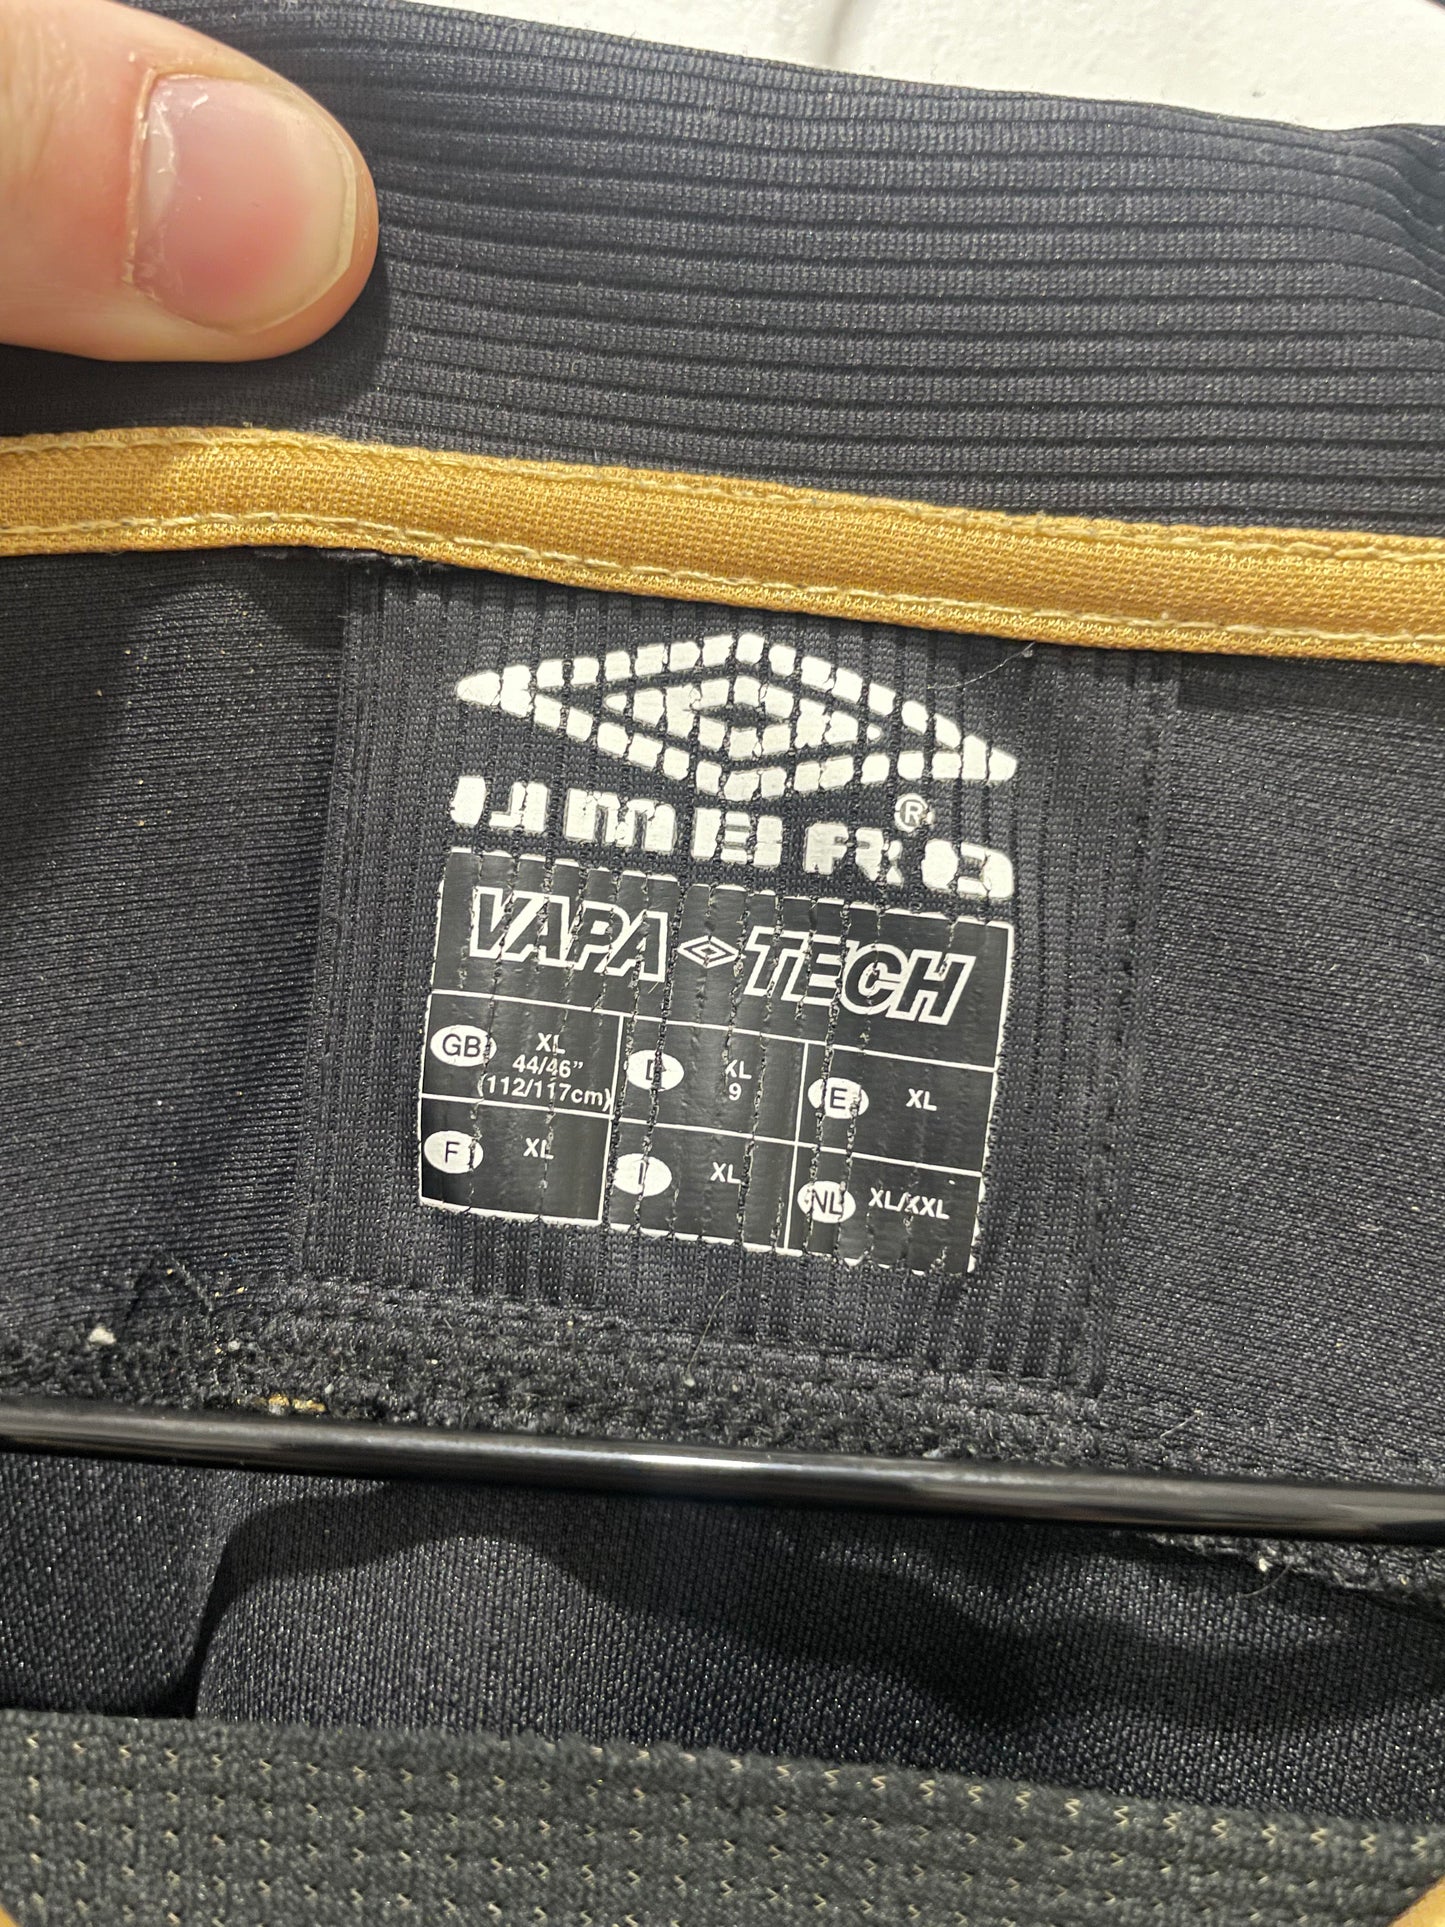 UMBRO®
VAPA TECH
GB XL
44/46"
(112/117cm)
D XL
9
E XL
F XL
I XL
NL XL/XXL